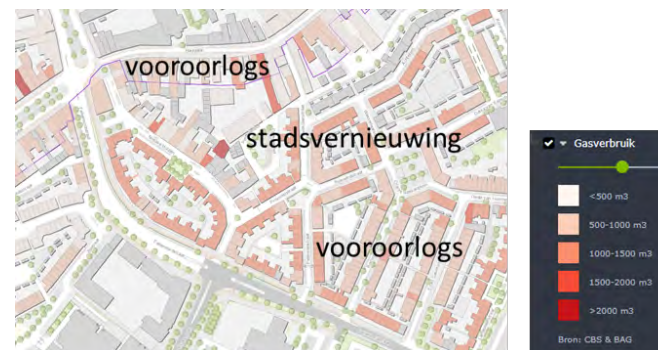 vooroorlogs
stadsvernieuwing
vooroorlogs
Gasverbruik
<500 m3
500-1000 m3
1000-1500 m3
1500-2000 m3
>2000 m3
Bron: CBS & BAG